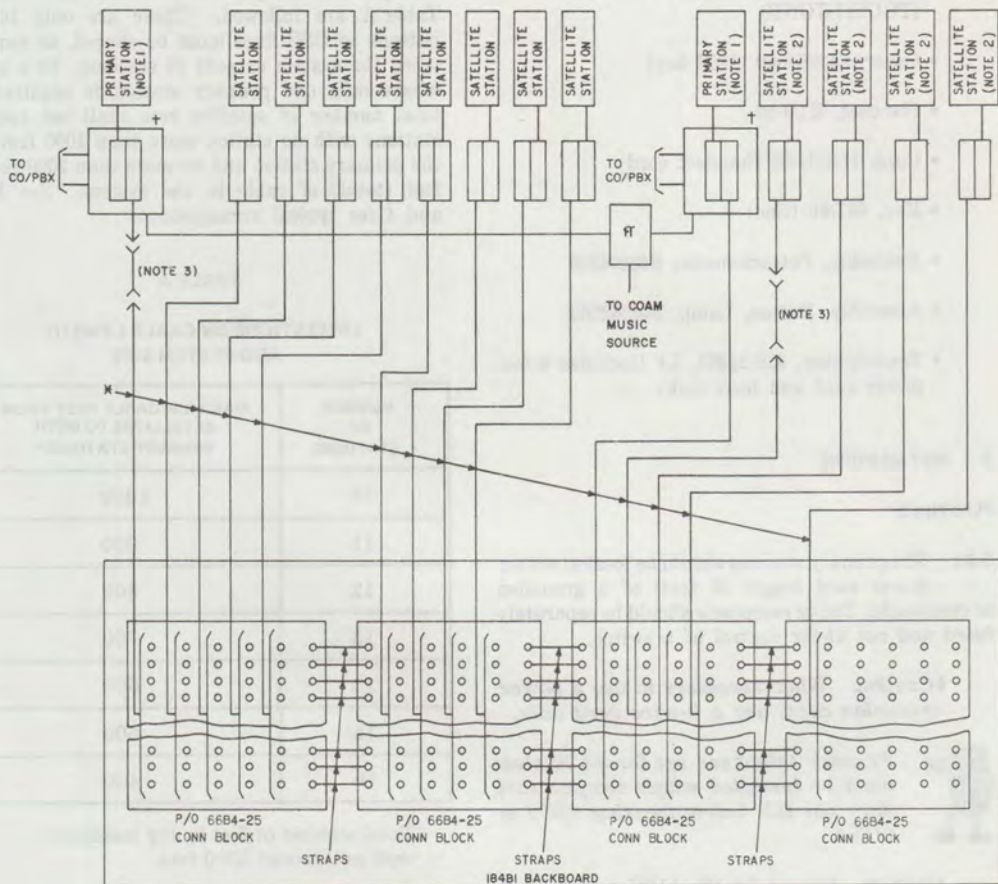 PRIMARY
STATION
(NOTE 1)
SATELLITE
STATION
SATELLITE
STATION
SATELLITE
STATION
SATELLITE
STATION
SATELLITE
STATION
SATELLITE
STATION
SATELLITE
STATION
SATELLITE
STATION
PRIMARY
STATION
(NOTE 1)
SATELLITE
STATION
(NOTE 2)
SATELLITE
STATION
(NOTE 2)
SATELLITE
STATION
(NOTE 2)
SATELLITE
STATION
†
†
TO
CO/PBX
TO
CO/PBX
††
(NOTE 3)
TO COAM
MUSIC
SOURCE
(NOTE 3)
*
P/O 66B4-25
CONN BLOCK
P/O 66B4-25
CONN BLOCK
P/O 66B4-25
CONN BLOCK
P/O 66B4-25
CONN BLOCK
STRAPS
STRAPS
STRAPS
184B1 BACKBOARD